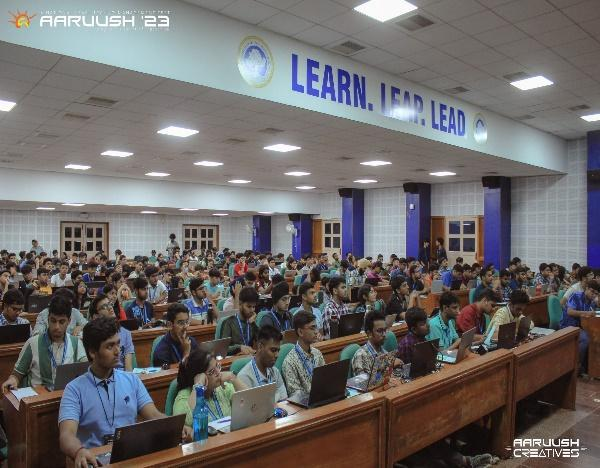 AARUUSH '23
LEARN. LEAP. LEAD
AARUUSH
CREATIVES